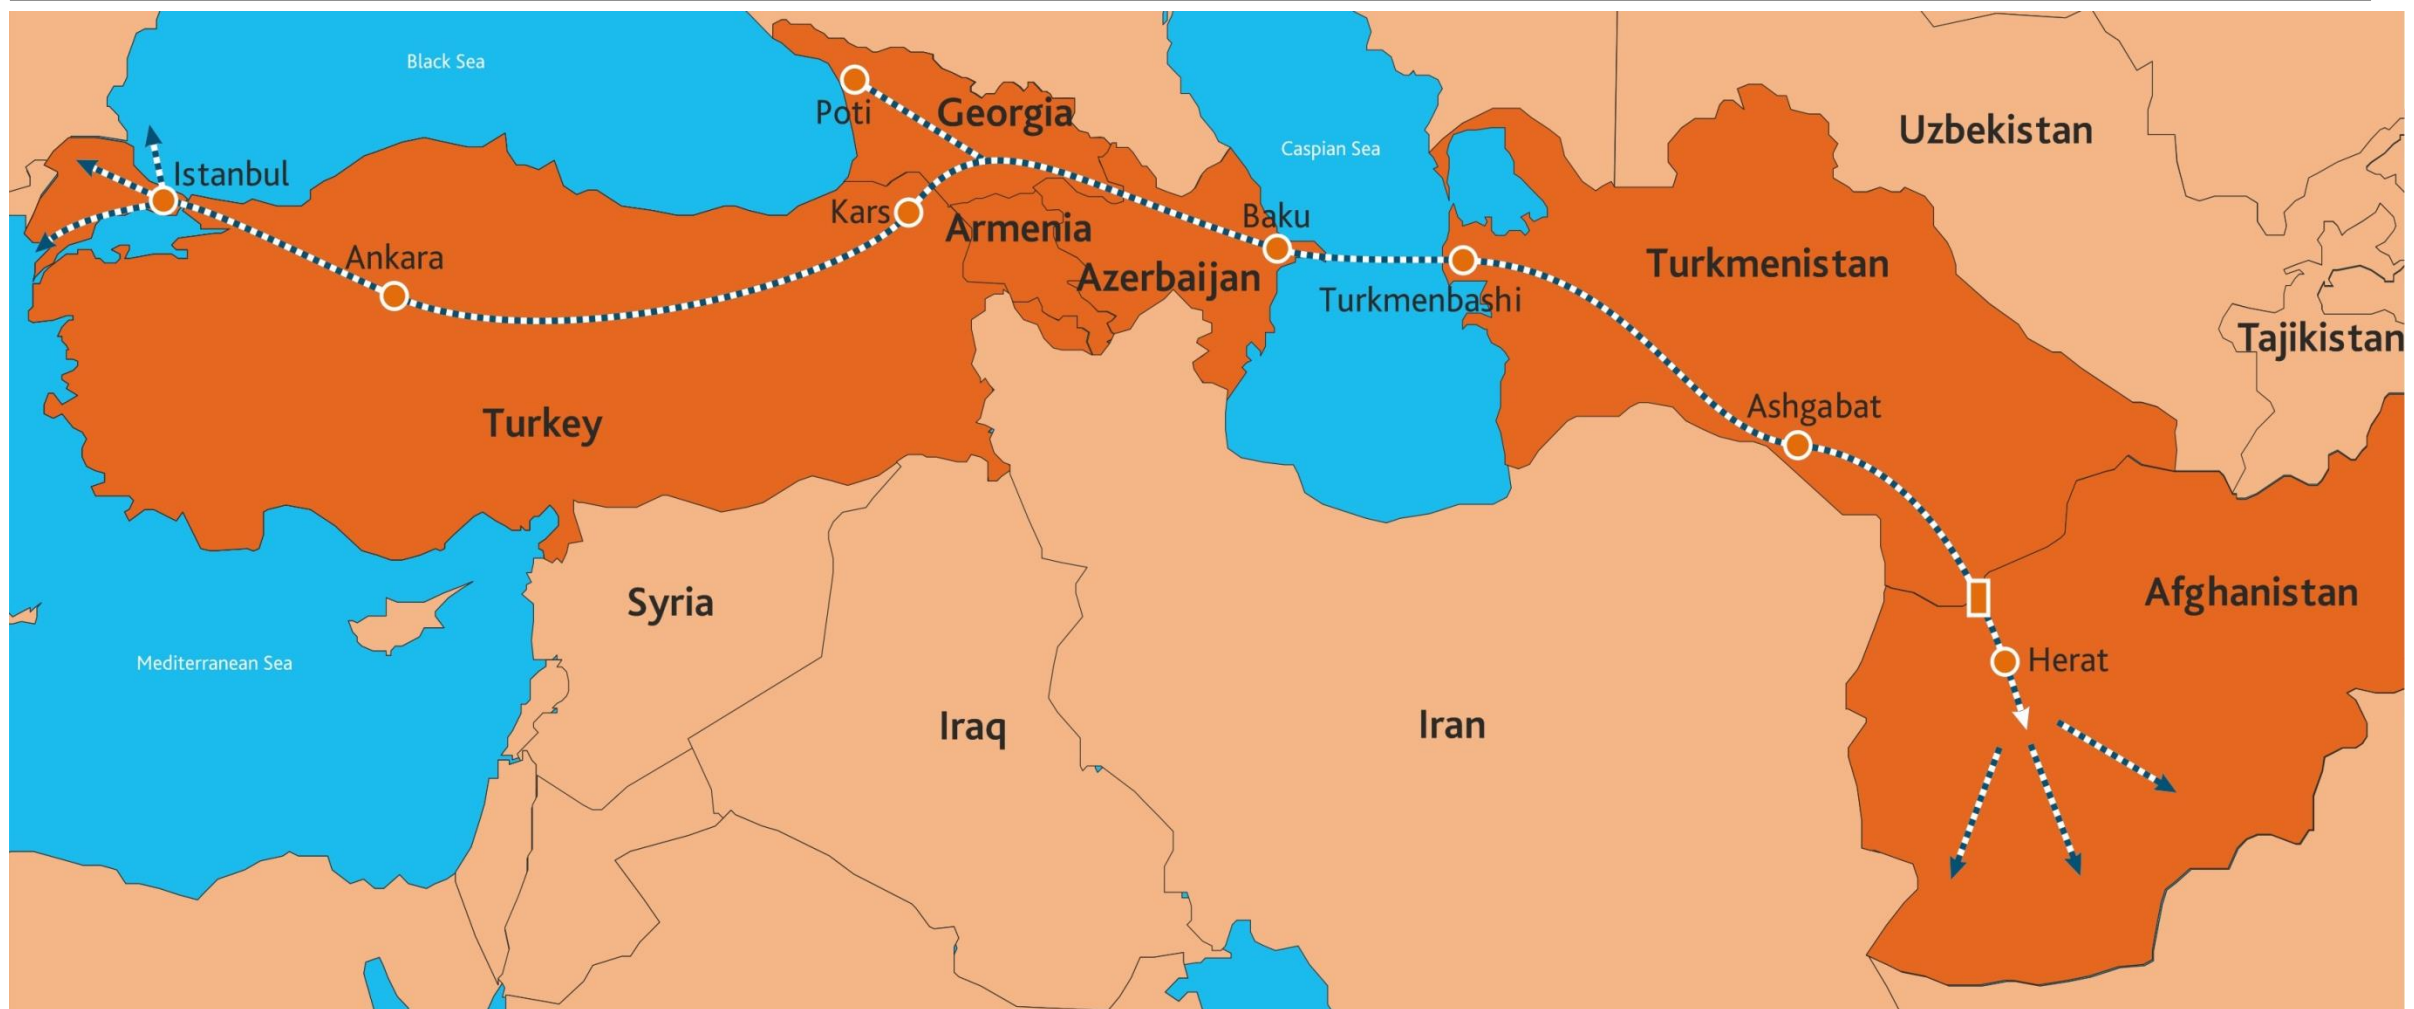 Black Sea
Poti
Georgia
Uzbekistan
Caspian Sea
Istanbul
Kars
Armenia
Baku
Ankara
Azerbaijan
Turkmenistan
Turkmenbashi
Tajikistan
Turkey
Ashgabat
Syria
Afghanistan
Mediterranean Sea
Herat
Iraq
Iran